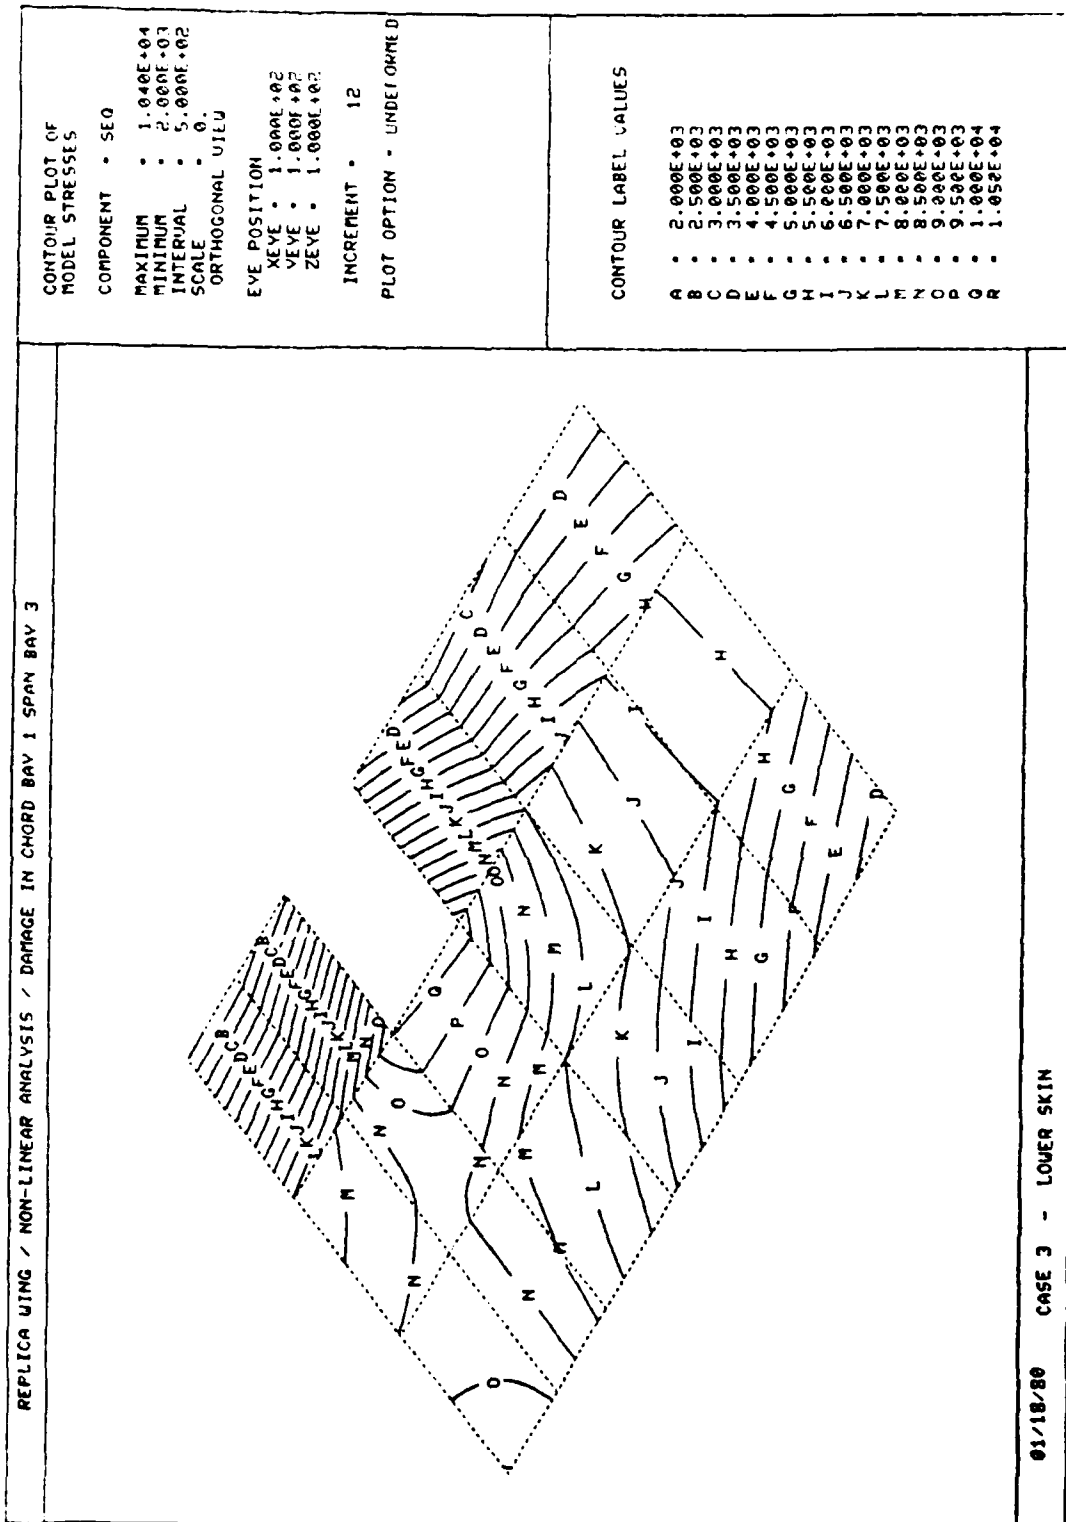 REPLICA WING / NON-LINEAR ANALYSIS / DAMAGE IN CHORD BAY 1 SPAN BAY 3
CONTOUR PLOT OF
MODEL STRESSES
COMPONENT = SEQ
MAXIMUM = 1.040E+04
MINIMUM = 2.000E+03
INTERVAL = 5.000E+02
SCALE = 0.
ORTHOGONAL VIEW
EYE POSITION
XEYE = 1.000E+02
YEYE = 1.000E+02
ZEYE = 1.000E+02
INCREMENT = 12
PLOT OPTION = UNDEFORMED
CONTOUR LABEL VALUES
A = 2.000E+03
B = 2.500E+03
C = 3.000E+03
D = 3.500E+03
E = 4.000E+03
F = 4.500E+03
G = 5.000E+03
H = 5.500E+03
I = 6.000E+03
J = 6.500E+03
K = 7.000E+03
L = 7.500E+03
M = 8.000E+03
N = 8.500E+03
O = 9.000E+03
P = 9.500E+03
Q = 1.000E+04
R = 1.050E+04
B
C
D
E
F
G
H
I
J
K
L
B
C
D
E
F
G
H
I
J
K
L
M
N
O
M
N
O
N
Q
P
O
N
M
N
M
L
N
M
O
D
E
F
G
H
I
J
K
L
M
N
O
C
D
E
F
G
H
I
J
D
E
F
G
H
N
M
L
K
J
I
H
K
J
I
H
G
F
J
I
H
H
G
F
E
D
01/18/80 CASE 3 - LOWER SKIN